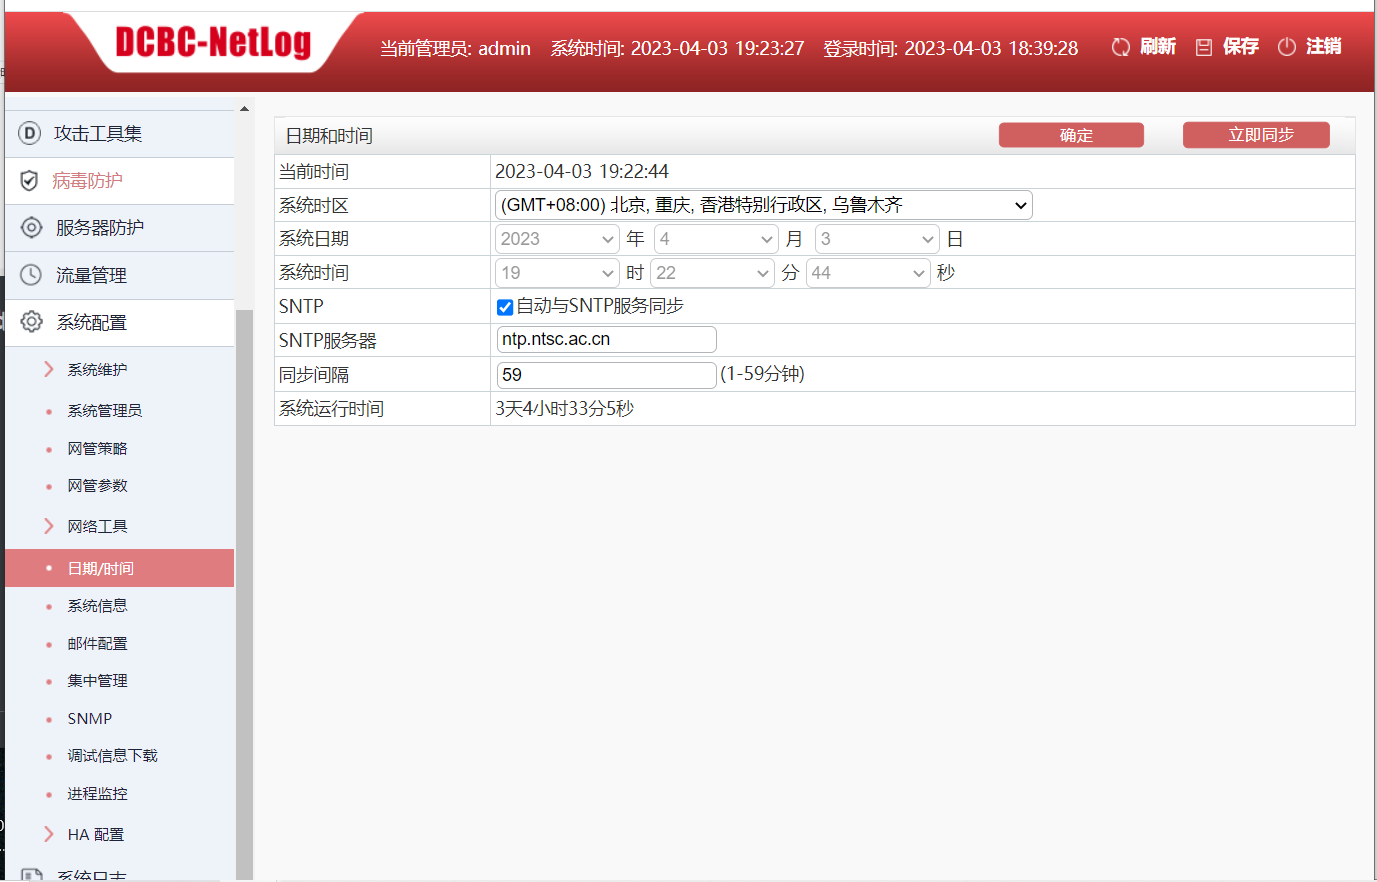 DCBC-NetLog
当前管理员: admin 系统时间: 2023-04-03 19:23:27 登录时间: 2023-04-03 18:39:28 刷新 保存 注销
攻击工具集
病毒防护
服务器防护
流量管理
系统配置
系统维护
系统管理员
网管策略
网管参数
网络工具
日期/时间
系统信息
邮件配置
集中管理
SNMP
调试信息下载
进程监控
HA 配置
系统日志
日期和时间 确定 立即同步
当前时间 2023-04-03 19:22:44
系统时区 (GMT+08:00) 北京, 重庆, 香港特别行政区, 乌鲁木齐
系统日期 2023 年 4 月 3 日
系统时间 19 时 22 分 44 秒
SNTP 自动与SNTP服务同步
SNTP服务器 ntp.ntsc.ac.cn
同步间隔 59 (1-59分钟)
系统运行时间 3天4小时33分5秒